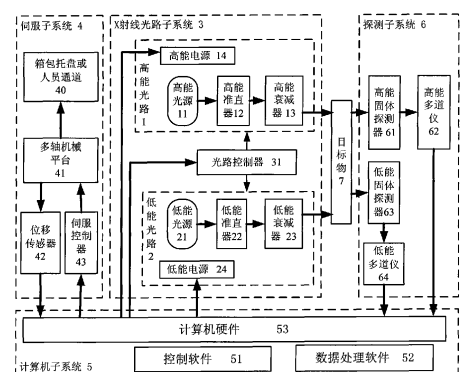 伺服子系统 4
箱包托盘或
人员通道
40
多轴机械
平台
41
位移
传感器
42
伺服
控制
器
43
X射线光路子系统 3
高能光路1
高能电源 14
高能
光源
11
高能
准直
器12
高能
衰减
器 13
光路控制器 31
低能光路2
低能
光源
21
低能
准直
器22
低能
衰减
器 23
低能电源 24
目标物
7
探测子系统 6
高能
固体
探测
器61
高能
多道
仪
62
低能
固体
探测
器63
低能
多道仪
64
计算机硬件 53
控制软件 51
数据处理软件 52
计算机子系统 5